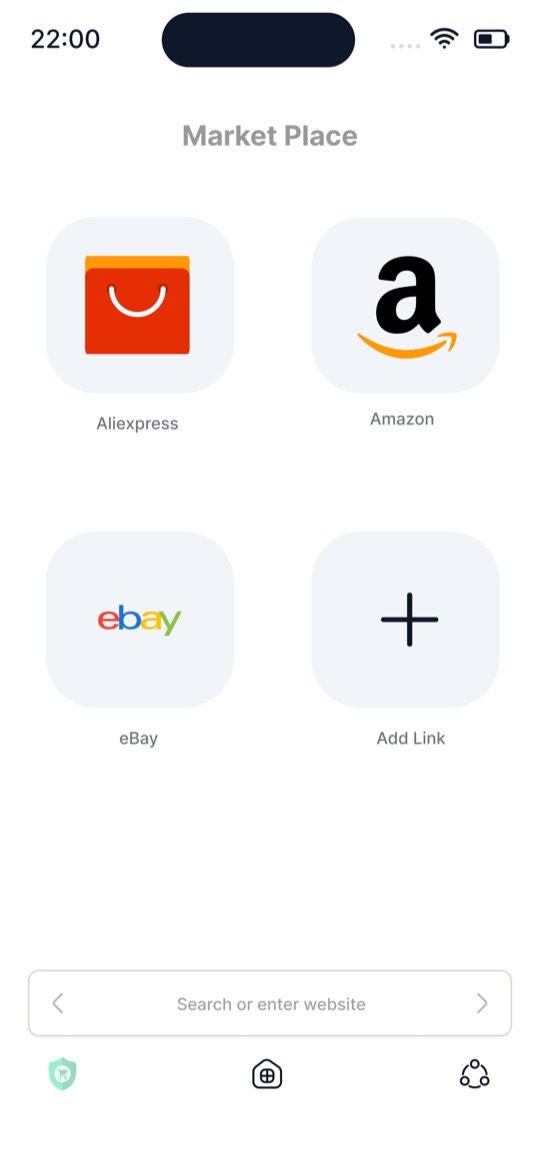 22:00
Market Place
a
Aliexpress
Amazon
ebay
eBay
Add Link
Search or enter website